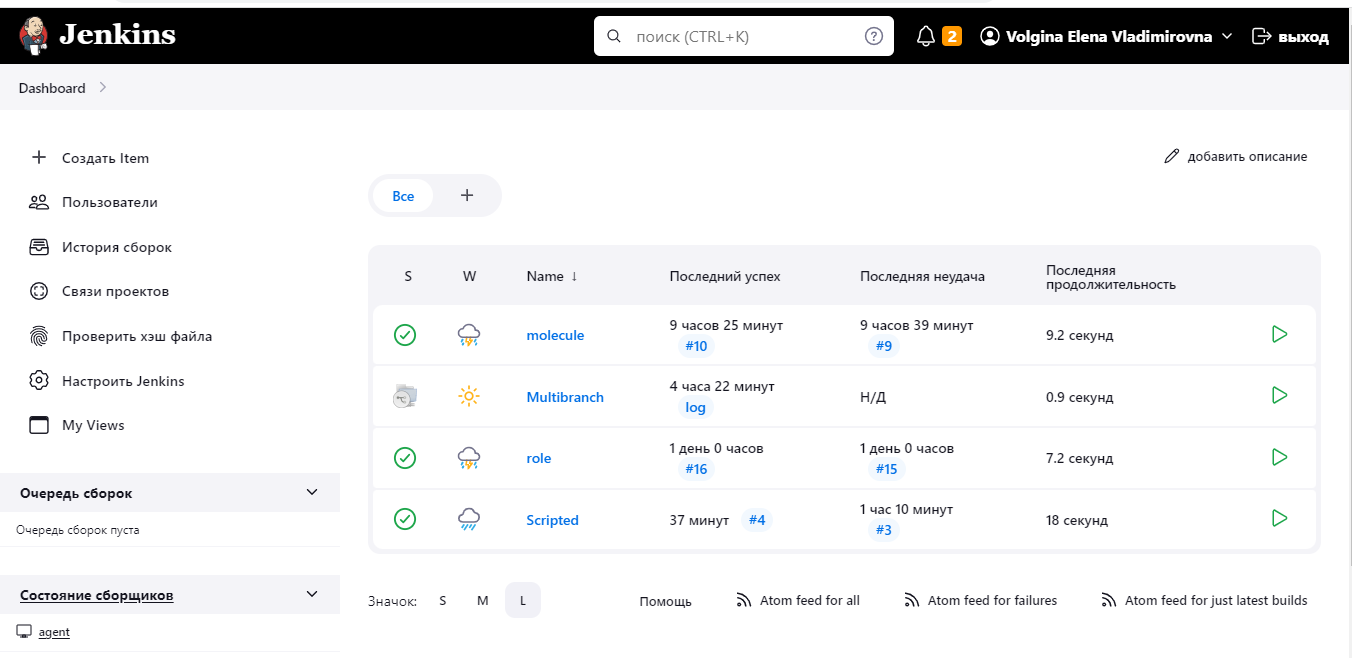 Jenkins
поиск (CTRL+K)
2
Volgina Elena Vladimirovna
выход
Dashboard
Создать Item
Пользователи
История сборок
Связи проектов
Проверить хэш файла
Настроить Jenkins
My Views
Очередь сборок
Очередь сборок пуста
Состояние сборщиков
agent
добавить описание
Все
S W Name ↓ Последний успех Последняя неудача Последняя
продолжительность
molecule 9 часов 25 минут #10 9 часов 39 минут #9 9.2 секунд
Multibranch 4 часа 22 минут log Н/Д 0.9 секунд
role 1 день 0 часов #16 1 день 0 часов #15 7.2 секунд
Scripted 37 минут #4 1 час 10 минут #3 18 секунд
Значок: S M L
Помощь
Atom feed for all
Atom feed for failures
Atom feed for just latest builds